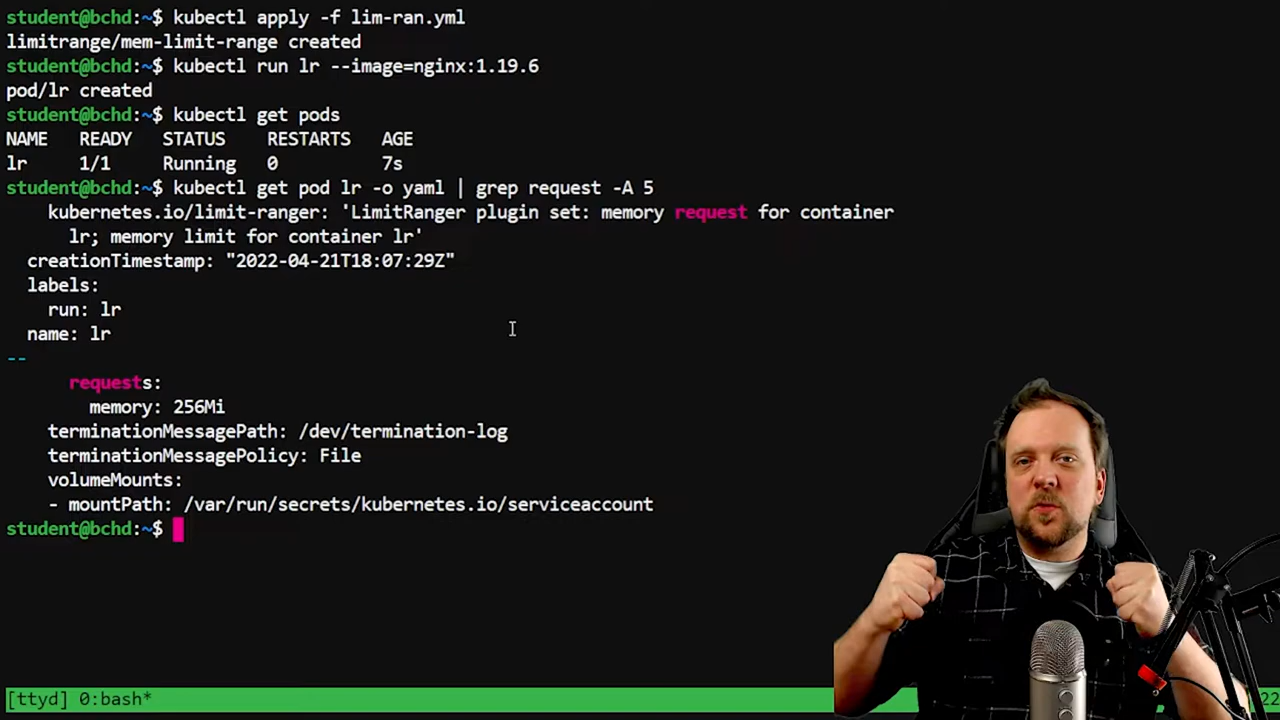 student@bchd:~$ kubectl apply -f lim-ran.yml
limitrange/mem-limit-range created
student@bchd:~$ kubectl run lr --image=nginx:1.19.6
pod/lr created
student@bchd:~$ kubectl get pods
NAME READY STATUS RESTARTS AGE
lr 1/1 Running 0 7s
student@bchd:~$ kubectl get pod lr -o yaml | grep request -A 5
kubernetes.io/limit-ranger: 'LimitRanger plugin set: memory request for container
lr; memory limit for container lr'
creationTimestamp: "2022-04-21T18:07:29Z"
labels:
run: lr
name: lr
--
requests:
memory: 256Mi
terminationMessagePath: /dev/termination-log
terminationMessagePolicy: File
volumeMounts:
- mountPath: /var/run/secrets/kubernetes.io/serviceaccount
student@bchd:~$
[ttyd] 0:bash*
22